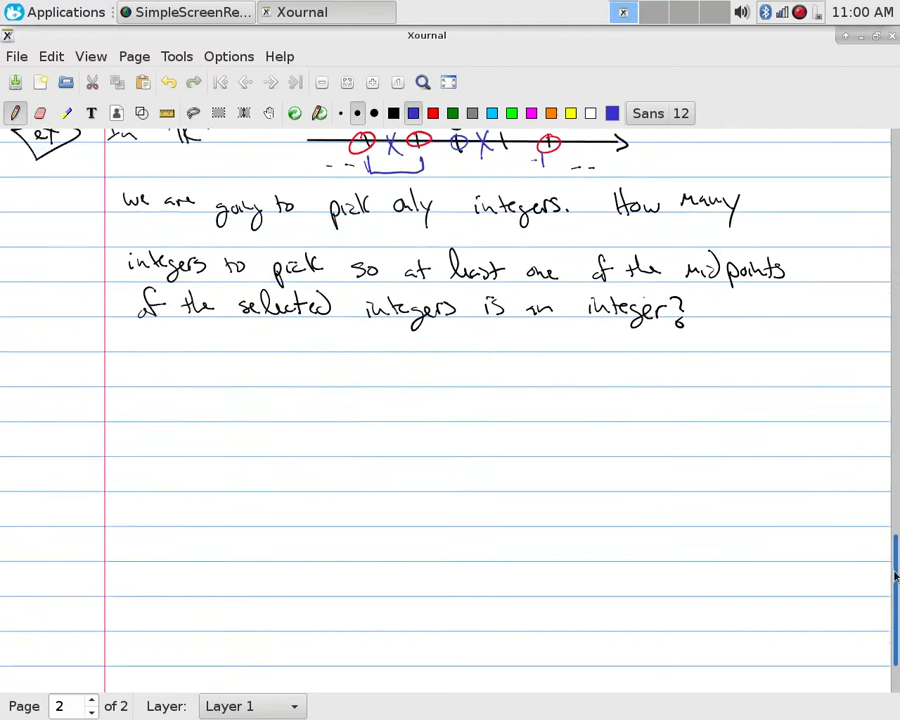 Applications
SimpleScreenRe...
Xournal
11:00 AM
Xournal
File Edit View Page Tools Options Help
Sans 12
ex In ℝ
we are going to pick only integers. How many
integers to pick so at least one of the midpoints
of the selected integers is an integer?
Page 2 of 2 Layer: Layer 1